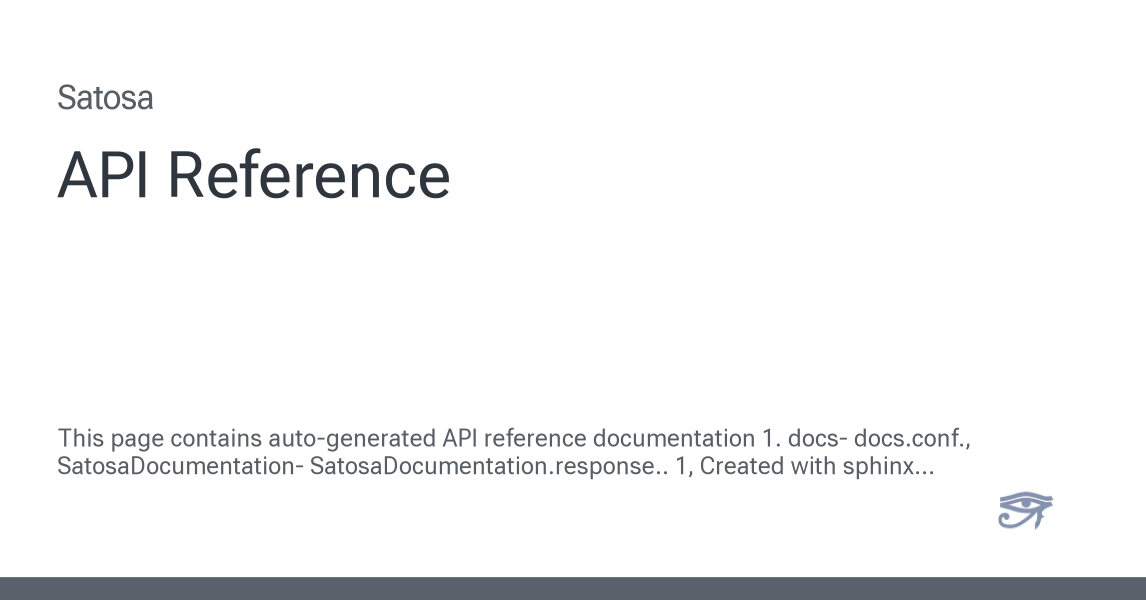 Satosa
API Reference
This page contains auto-generated API reference documentation 1. docs- docs.conf.,
SatosaDocumentation- SatosaDocumentation.response.. 1, Created with sphinx...